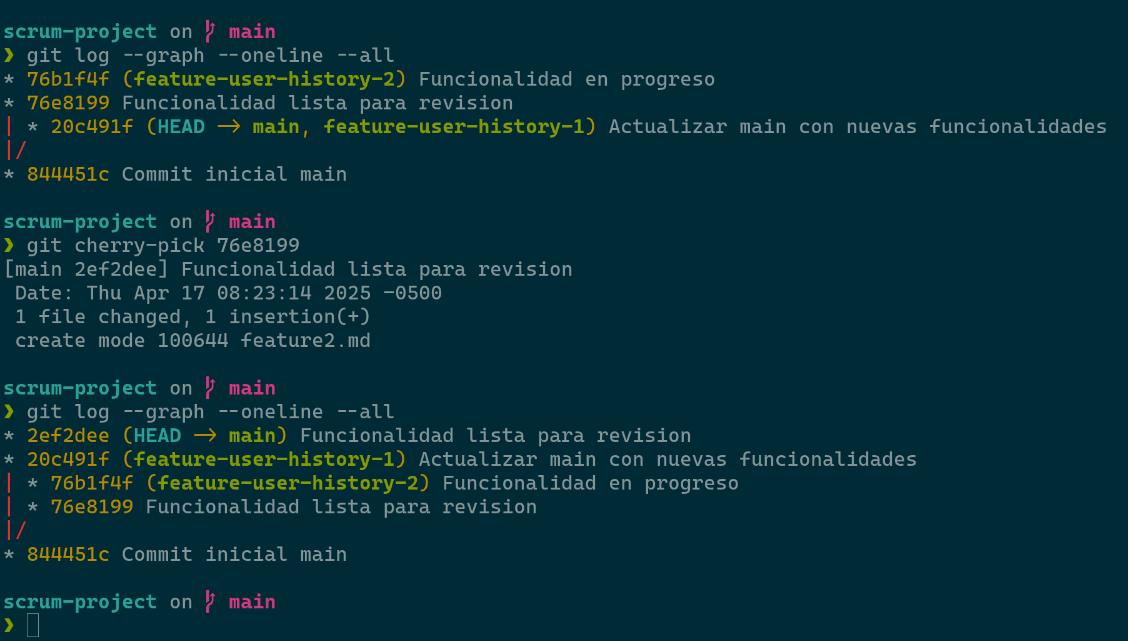 scrum-project on main
❯ git log --graph --oneline --all
* 76b1f4f (feature-user-history-2) Funcionalidad en progreso
* 76e8199 Funcionalidad lista para revision
| * 20c491f (HEAD -> main, feature-user-history-1) Actualizar main con nuevas funcionalidades
|/
* 844451c Commit inicial main
scrum-project on main
❯ git cherry-pick 76e8199
[main 2ef2dee] Funcionalidad lista para revision
Date: Thu Apr 17 08:23:14 2025 -0500
1 file changed, 1 insertion(+)
create mode 100644 feature2.md
scrum-project on main
❯ git log --graph --oneline --all
* 2ef2dee (HEAD -> main) Funcionalidad lista para revision
* 20c491f (feature-user-history-1) Actualizar main con nuevas funcionalidades
| * 76b1f4f (feature-user-history-2) Funcionalidad en progreso
| * 76e8199 Funcionalidad lista para revision
|/
* 844451c Commit inicial main
scrum-project on main
❯